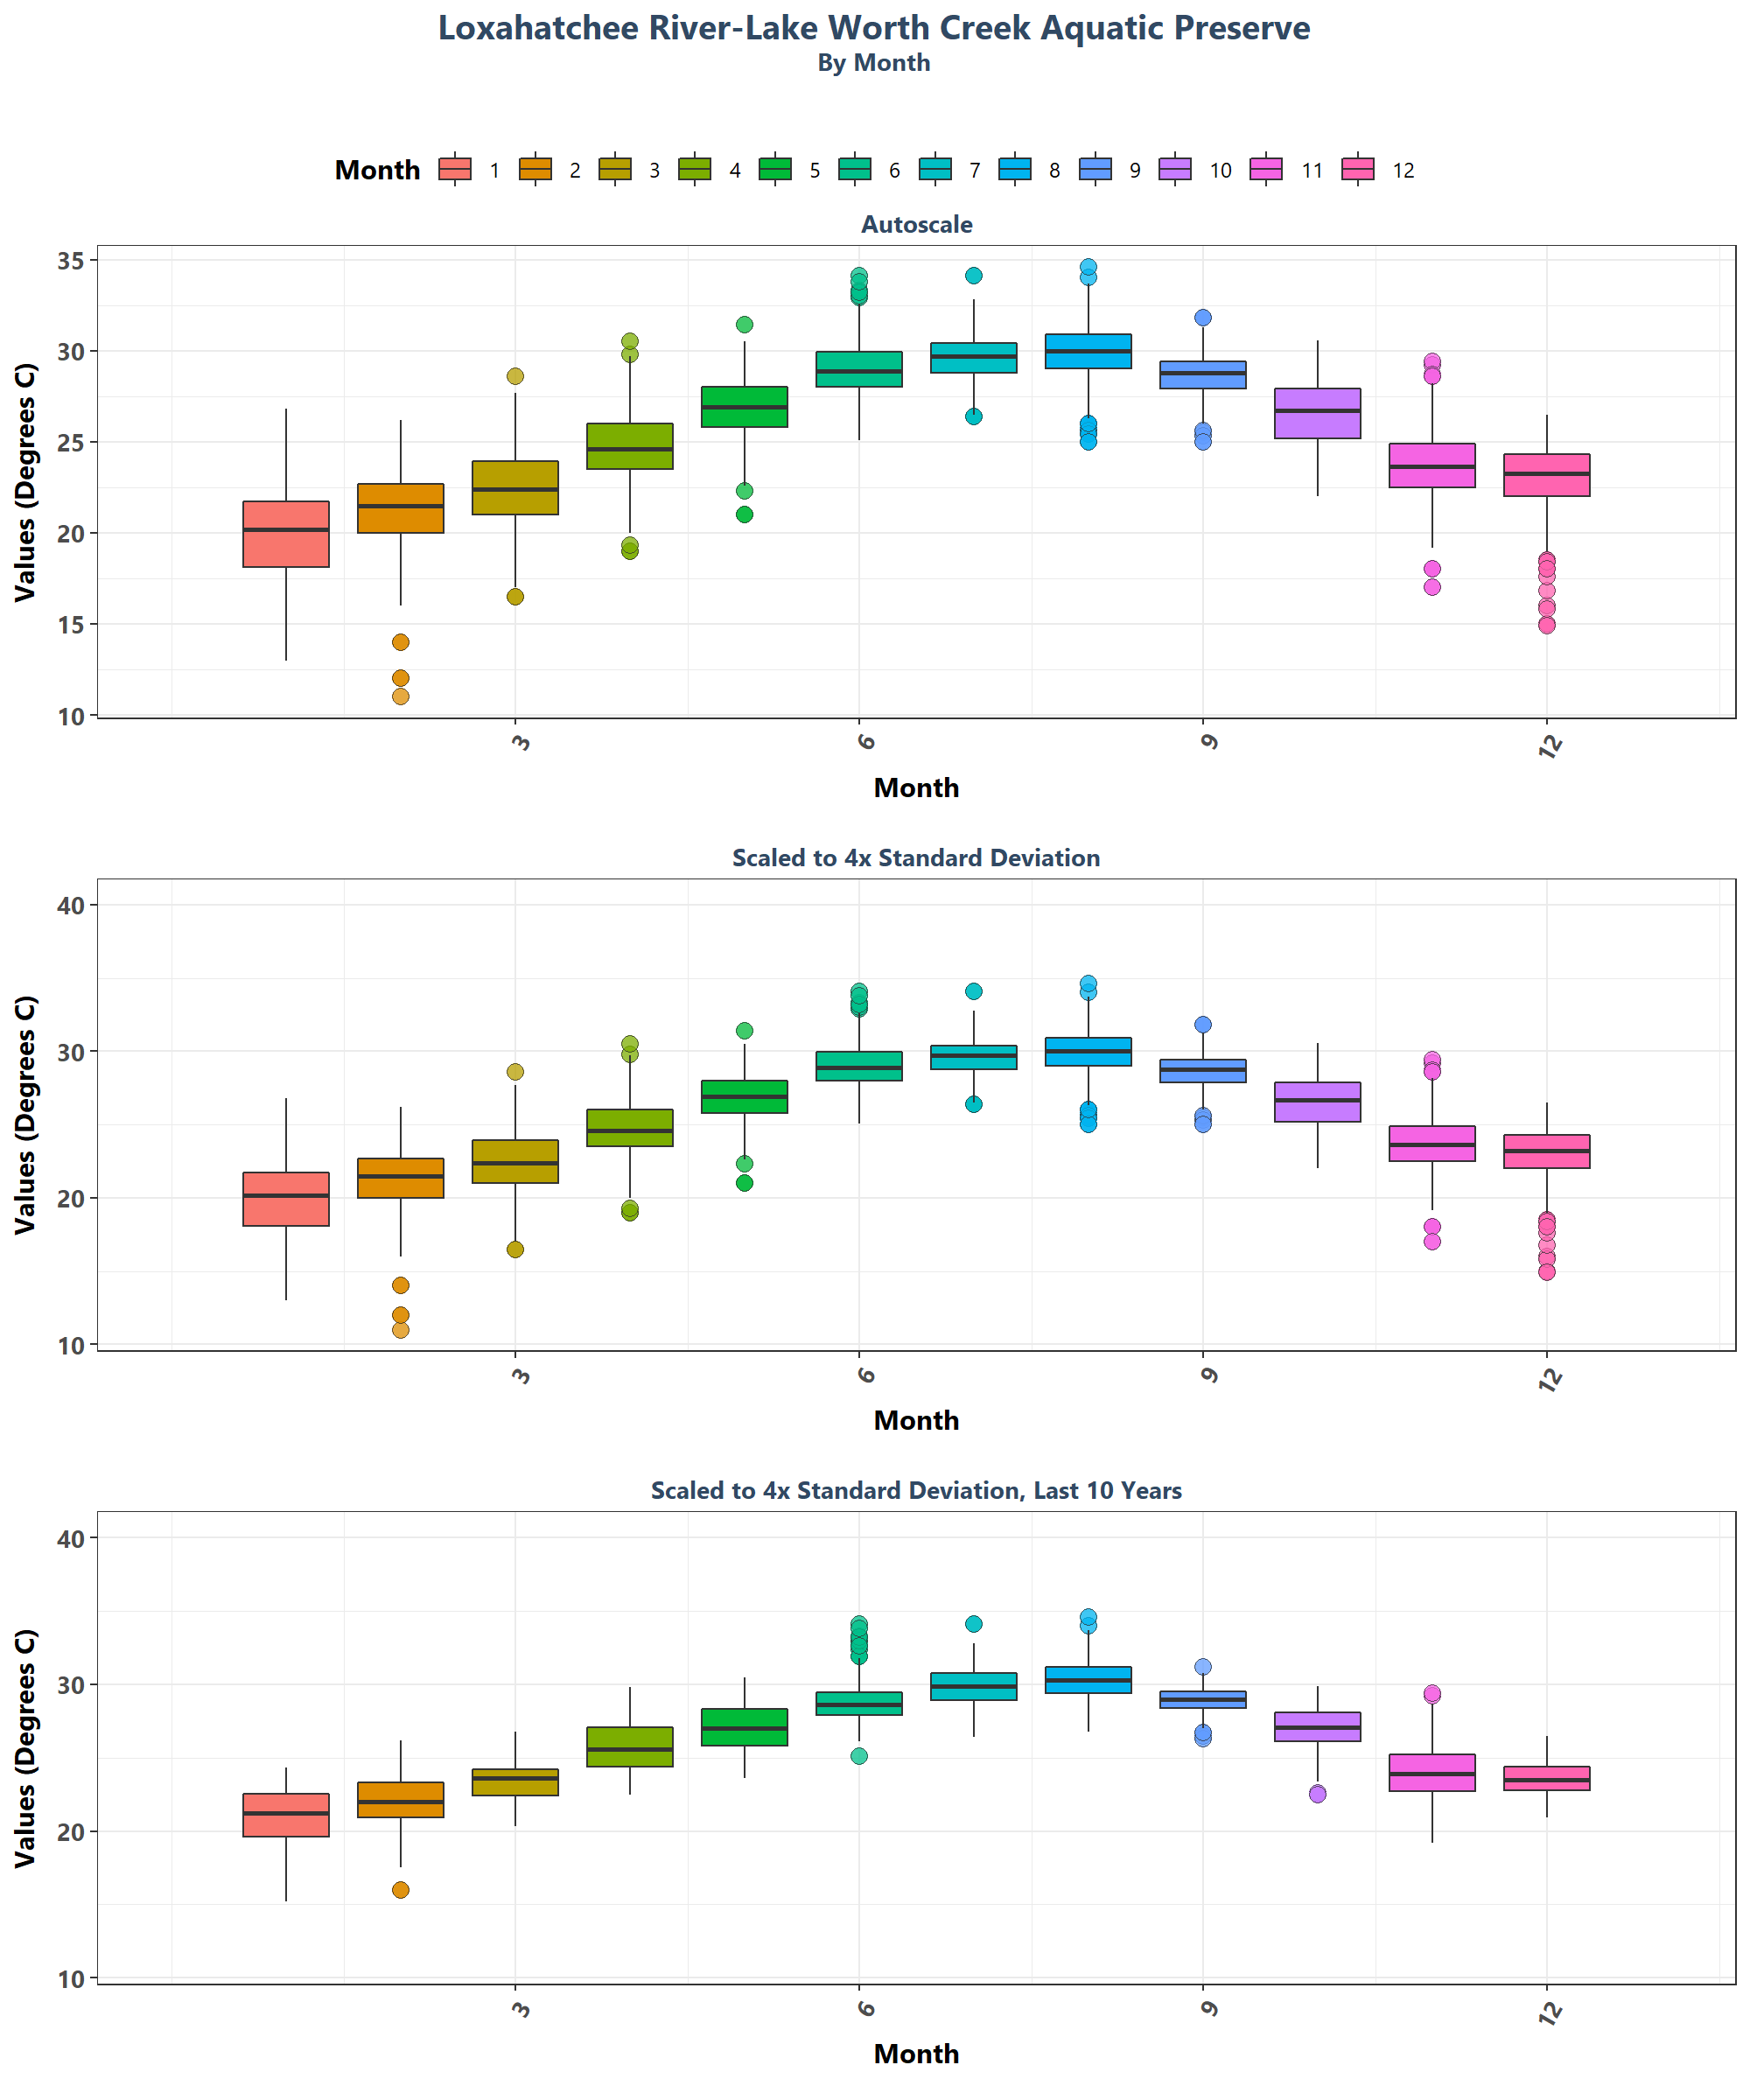 Loxahatchee River-Lake Worth Creek Aquatic Preserve
By Month
Month 1 2 3 4 5 6 7 8 9 10 11 12
Autoscale
Values (Degrees C)
35
30
25
20
15
10
3 6 9 12
Month
Scaled to 4x Standard Deviation
Values (Degrees C)
40
30
20
10
3 6 9 12
Month
Scaled to 4x Standard Deviation, Last 10 Years
Values (Degrees C)
40
30
20
10
3 6 9 12
Month